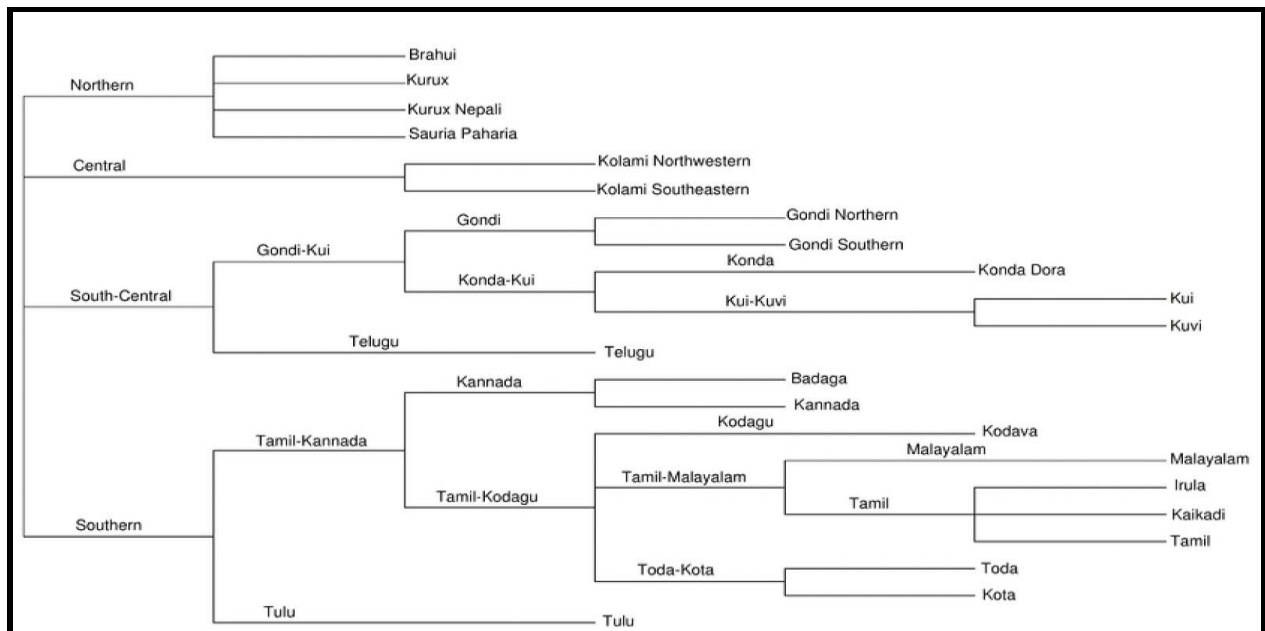 Brahui
Kurux
Northern
Kurux Nepali
Sauria Paharia
Kolami Northwestern
Central
Kolami Southeastern
Gondi Northern
Gondi
Gondi Southern
Gondi-Kui
Konda
Konda Dora
Konda-Kui
South-Central
Kui-Kuvi
Kui
Kuvi
Telugu
Telugu
Badaga
Kannada
Kannada
Kodagu
Kodava
Tamil-Kannada
Malayalam
Malayalam
Tamil-Malayalam
Irula
Tamil-Kodagu
Tamil
Kaikadi
Southern
Tamil
Toda-Kota
Toda
Kota
Tulu
Tulu